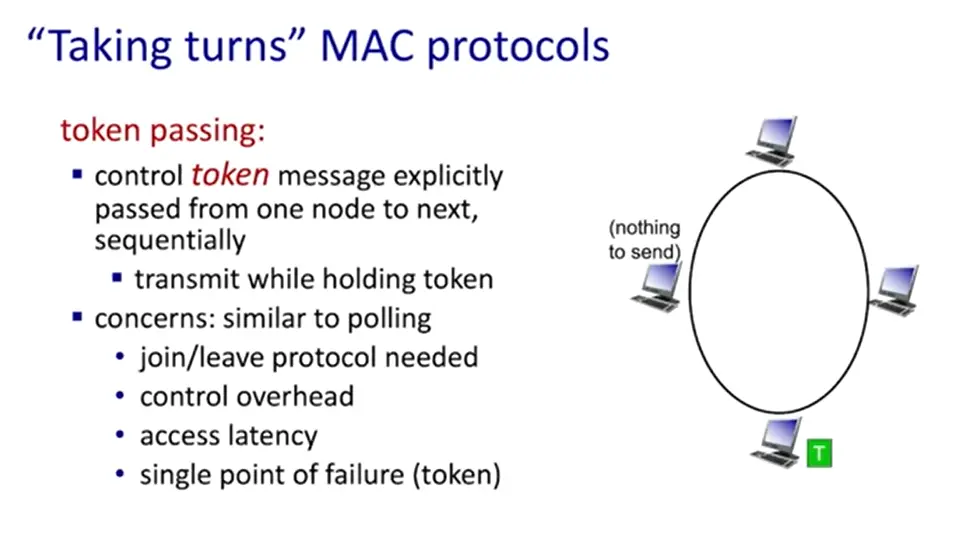 “Taking turns” MAC protocols
token passing:
▪ control token message explicitly
passed from one node to next,
sequentially
▪ transmit while holding token
▪ concerns: similar to polling
• join/leave protocol needed
• control overhead
• access latency
• single point of failure (token)
(nothing
to send)
T